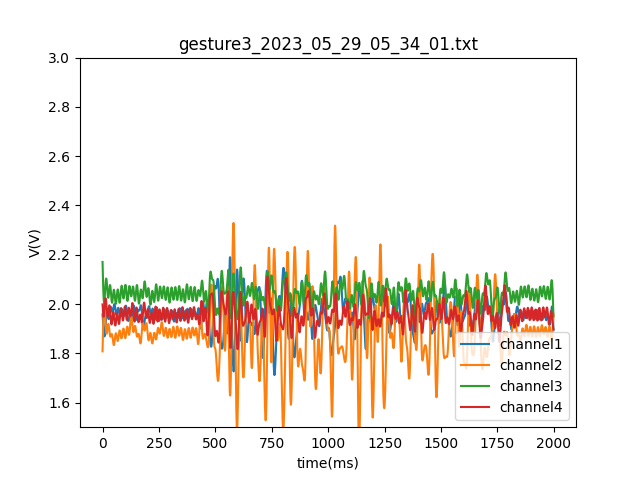 gesture3_2023_05_29_05_34_01.txt
V(V)
3.0
2.8
2.6
2.4
2.2
2.0
1.8
1.6
channel1
channel2
channel3
channel4
0 250 500 750 1000 1250 1500 1750 2000
time(ms)